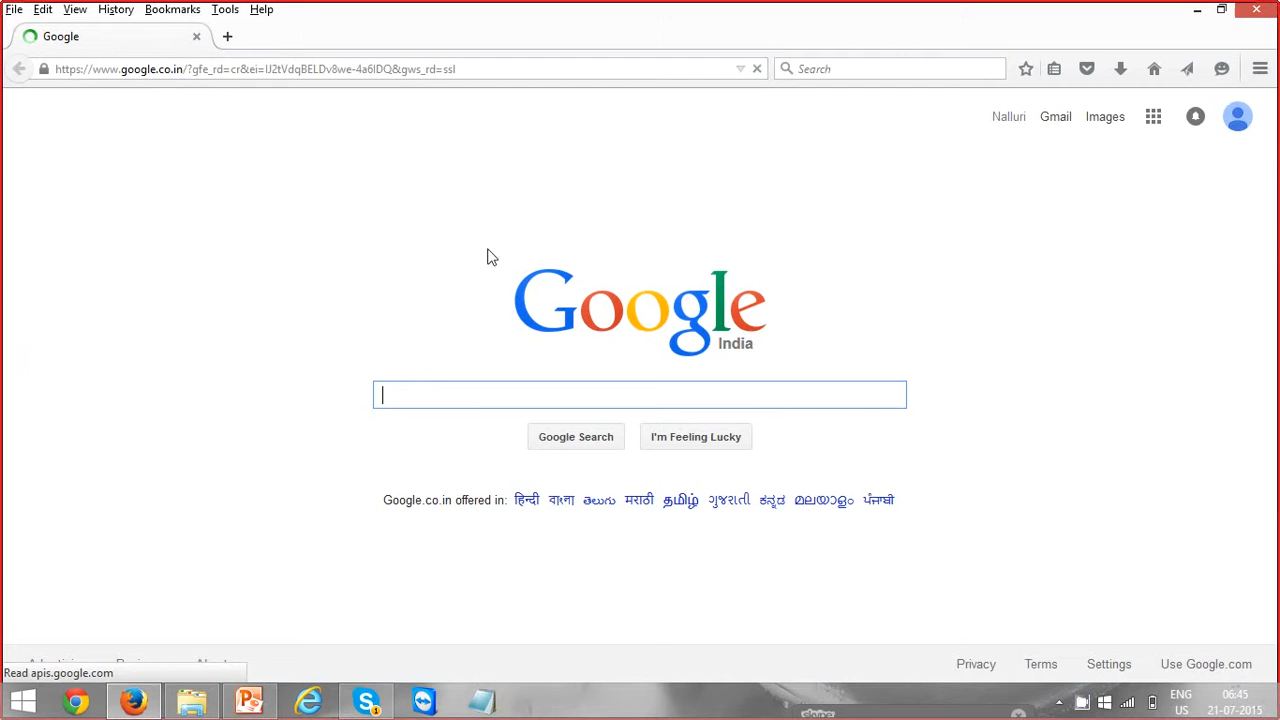 File Edit View History Bookmarks Tools Help
Google
https://www.google.co.in/?gfe_rd=cr&ei=IJ2tVdqBELDv8we-4a6IDQ&gws_rd=ssl
Search
Nalluri Gmail Images
Google
India
Google Search I'm Feeling Lucky
Google.co.in offered in: हिन्दी বাংলা తెలుగు मराठी தமிழ் ગુજરાતી ಕನ್ನಡ മലയാളം ਪੰਜਾਬੀ
Privacy Terms Settings Use Google.com
Read apis.google.com
ENG 06:45
US 21-07-2015